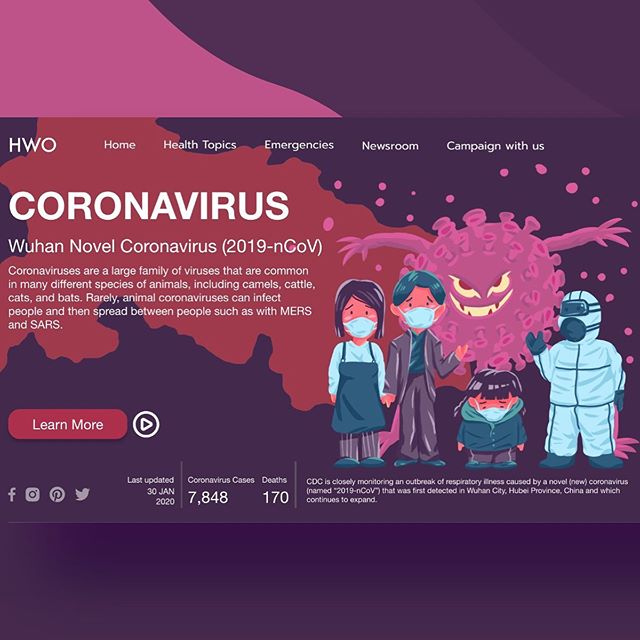 HWO Home Health Topics Emergencies Newsroom Campaign with us
CORONAVIRUS
Wuhan Novel Coronavirus (2019-nCoV)
Coronaviruses are a large family of viruses that are common
in many different species of animals, including camels, cattle,
cats, and bats. Rarely, animal coronaviruses can infect
people and then spread between people such as with MERS
and SARS.
Learn More
Last updated
30 JAN
2020
Coronavirus Cases
7,848
Deaths
170
CDC is closely monitoring an outbreak of respiratory illness caused by a novel (new) coronavirus
(named "2019-nCoV") that was first detected in Wuhan City, Hubei Province, China and which
continues to expand.